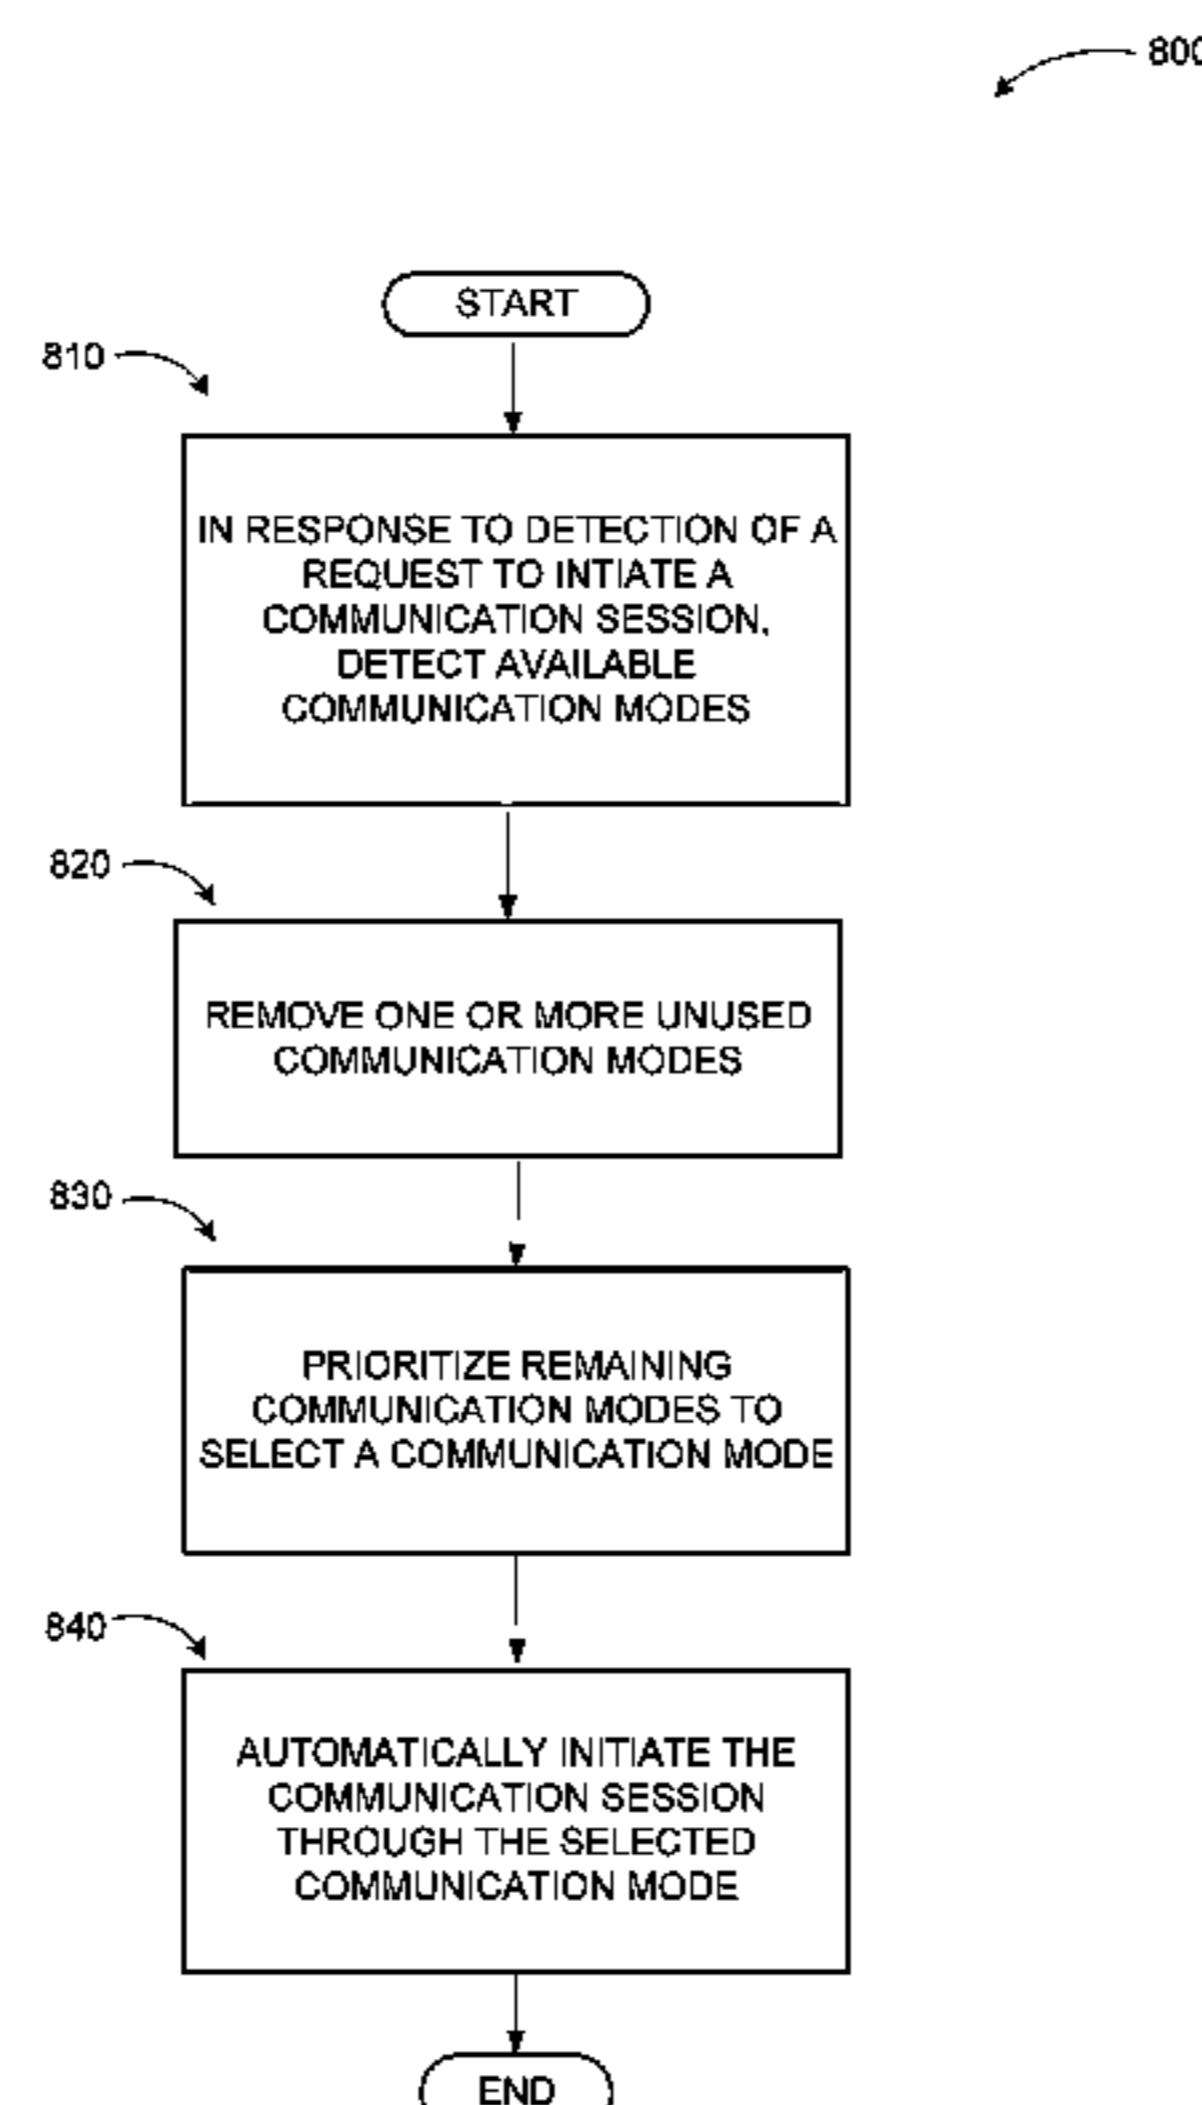 800
START
810
IN RESPONSE TO DETECTION OF A
REQUEST TO INTIATE A
COMMUNICATION SESSION,
DETECT AVAILABLE
COMMUNICATION MODES
820
REMOVE ONE OR MORE UNUSED
COMMUNICATION MODES
830
PRIORITIZE REMAINING
COMMUNICATION MODES TO
SELECT A COMMUNICATION MODE
840
AUTOMATICALLY INITIATE THE
COMMUNICATION SESSION
THROUGH THE SELECTED
COMMUNICATION MODE
END